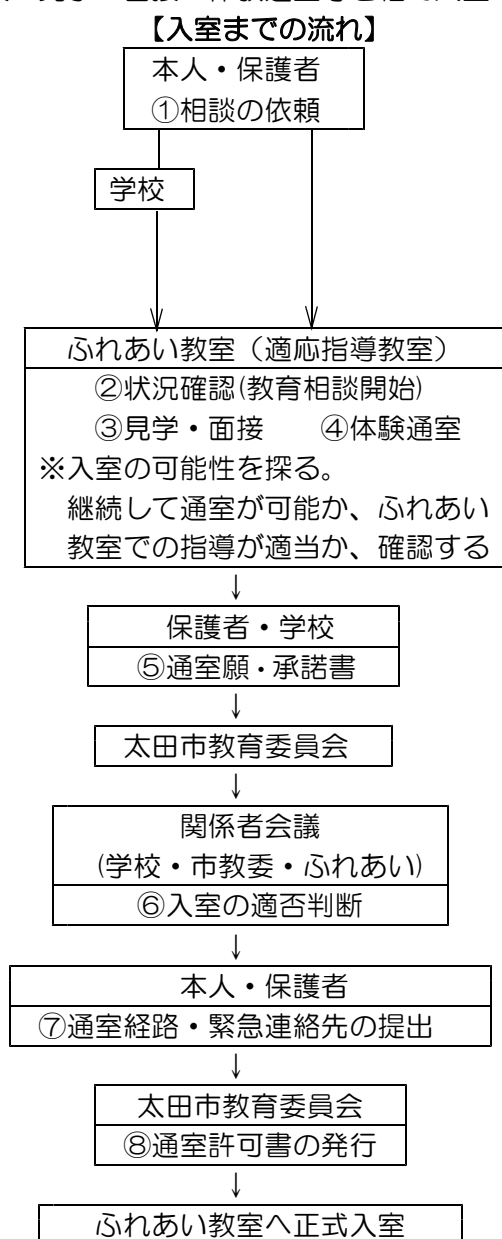 【入室までの流れ】
本人・保護者
①相談の依頼
学校
ふれあい教室（適応指導教室）
②状況確認(教育相談開始)
③見学・面接　④体験通室
※入室の可能性を探る。
継続して通室が可能か、ふれあい
教室での指導が適当か、確認する
↓
保護者・学校
⑤通室願・承諾書
↓
太田市教育委員会
↓
関係者会議
(学校・市教委・ふれあい)
⑥入室の適否判断
↓
本人・保護者
⑦通室経路・緊急連絡先の提出
↓
太田市教育委員会
⑧通室許可書の発行
↓
ふれあい教室へ正式入室